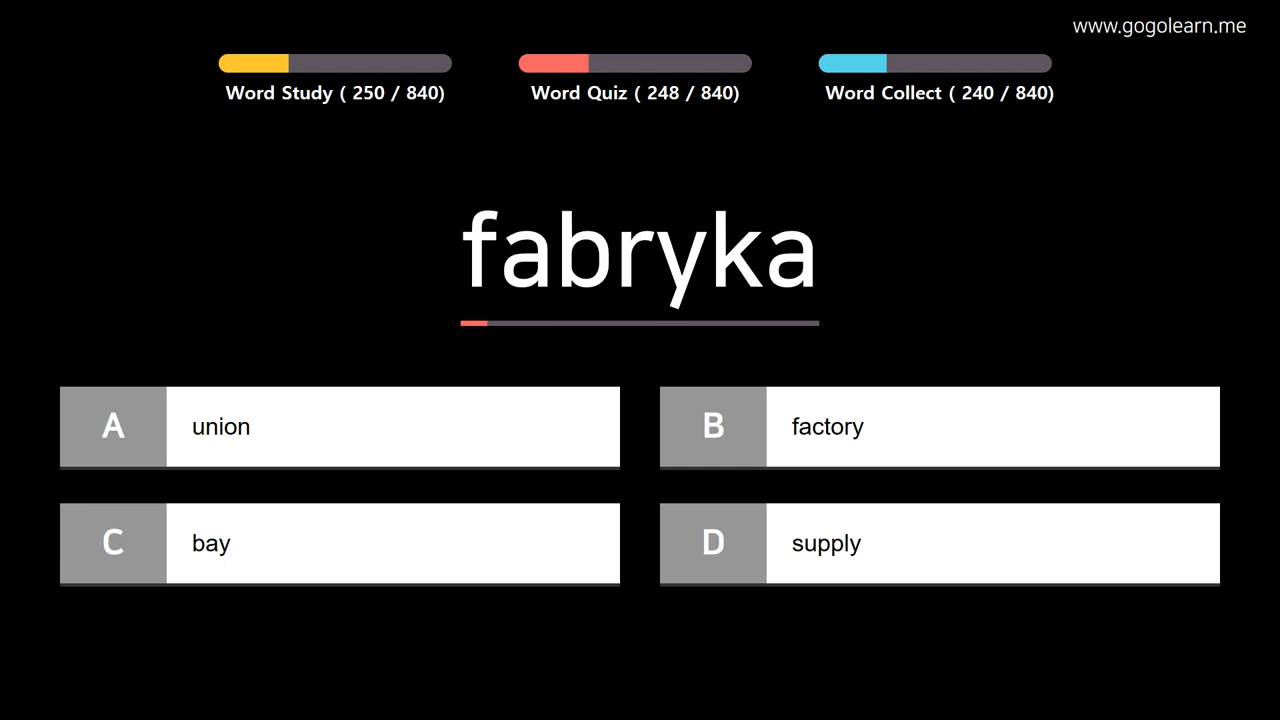 www.gogolearn.me
Word Study ( 250 / 840)
Word Quiz ( 248 / 840)
Word Collect ( 240 / 840)
fabryka
A union
B factory
C bay
D supply